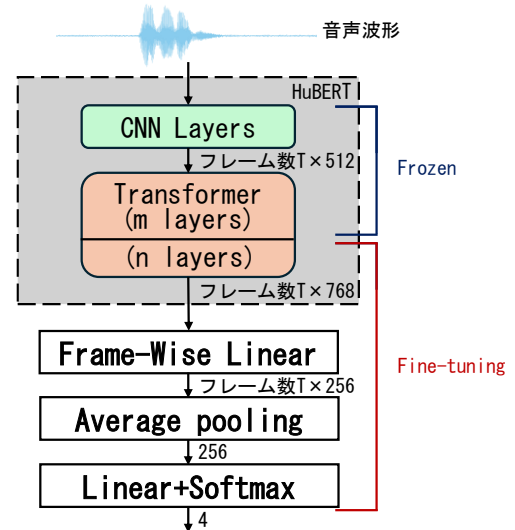 音声波形
HuBERT
CNN Layers
フレーム数T×512
Frozen
Transformer
(m layers)
(n layers)
フレーム数T×768
Frame-Wise Linear
Fine-tuning
フレーム数T×256
Average pooling
256
Linear+Softmax
4